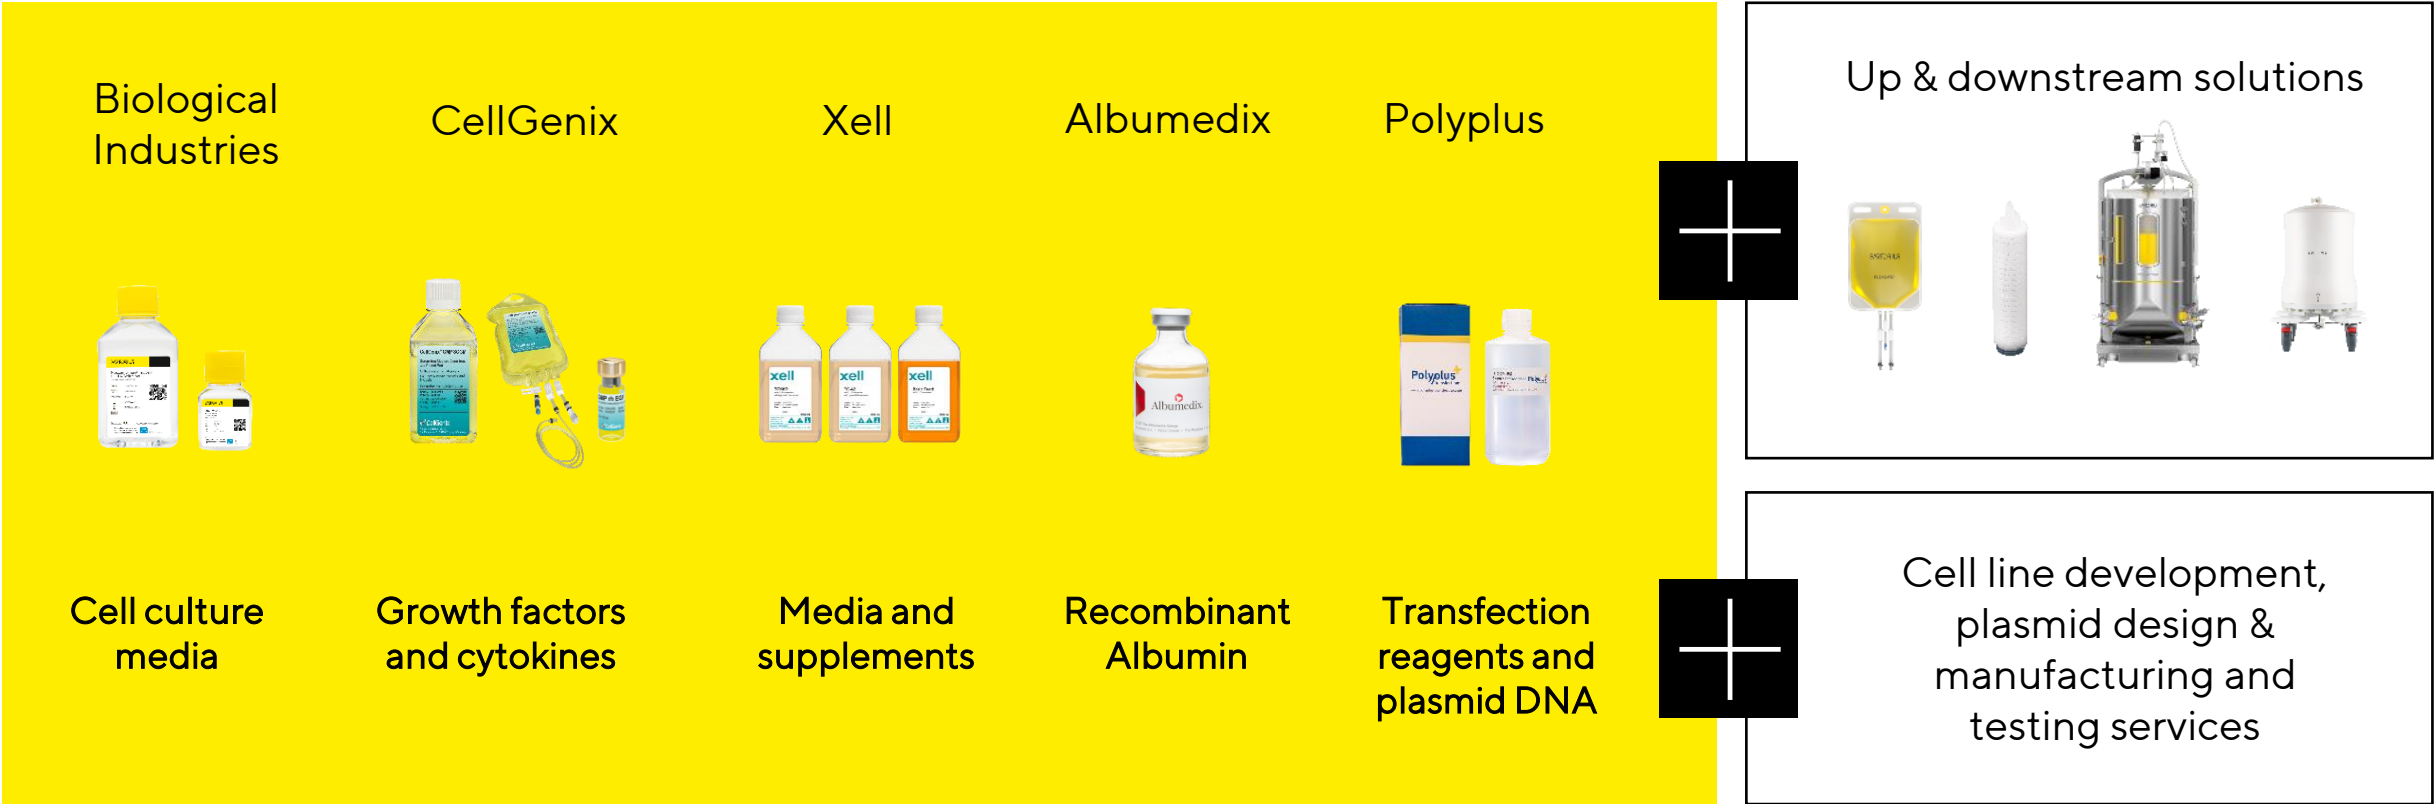 Biological
Industries
CellGenix
Xell
Albumedix
Polyplus
Up & downstream solutions
xell
xell
xell
Albumedix
Polyplus
SARTORIUS
Cell culture
media
Growth factors
and cytokines
Media and
supplements
Recombinant
Albumin
Transfection
reagents and
plasmid DNA
Cell line development,
plasmid design &
manufacturing and
testing services